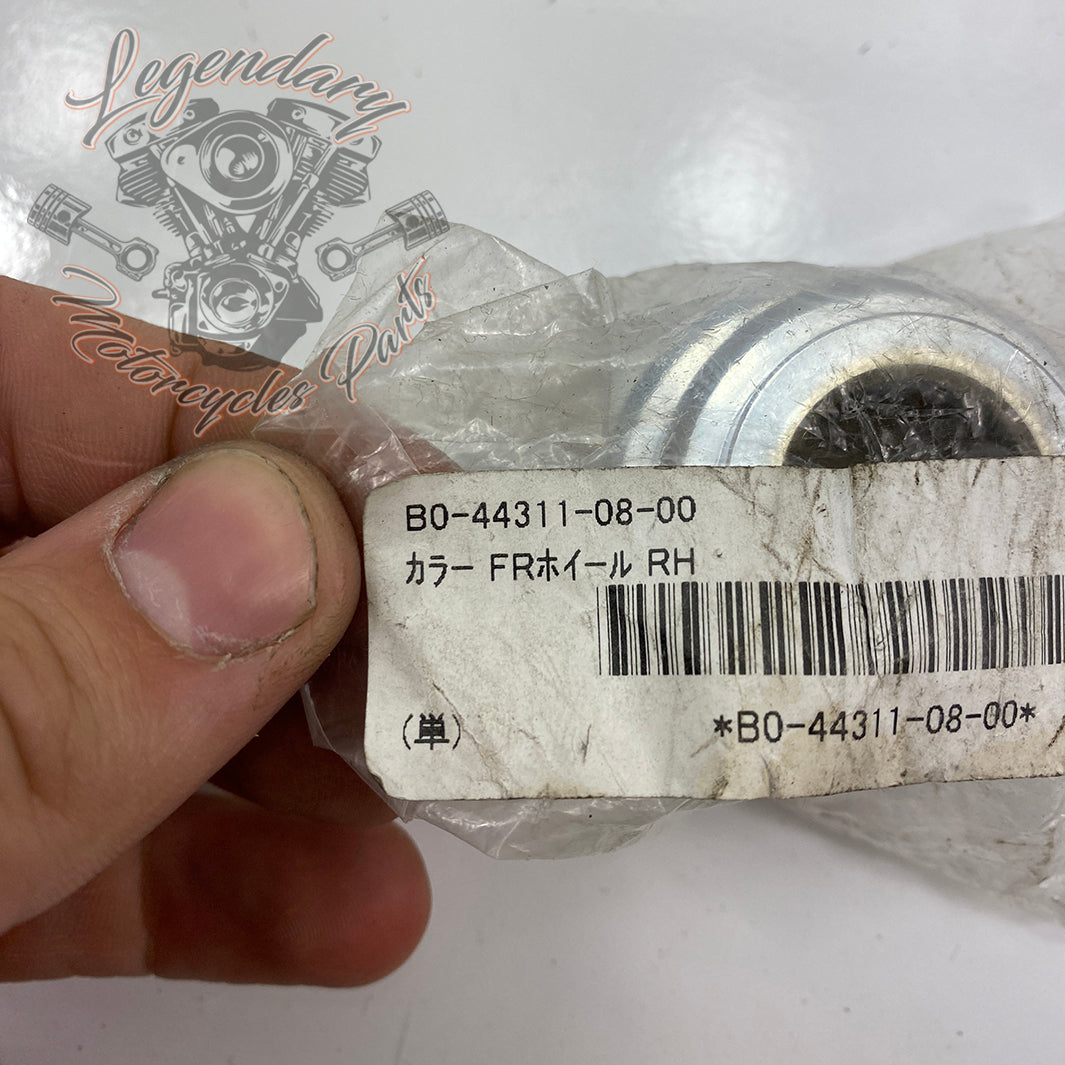 Legendary
Motorcycles Parts
B0-44311-08-00
カラー FRホイール RH
(単)
*B0-44311-08-00*